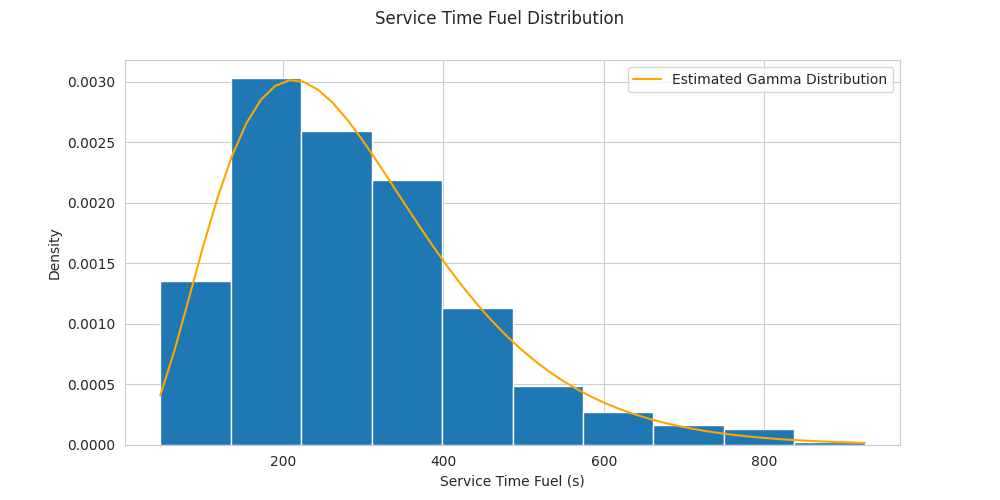 Service Time Fuel Distribution
Estimated Gamma Distribution
0.0030
0.0025
0.0020
0.0015
0.0010
0.0005
0.0000
Density
200 400 600 800
Service Time Fuel (s)